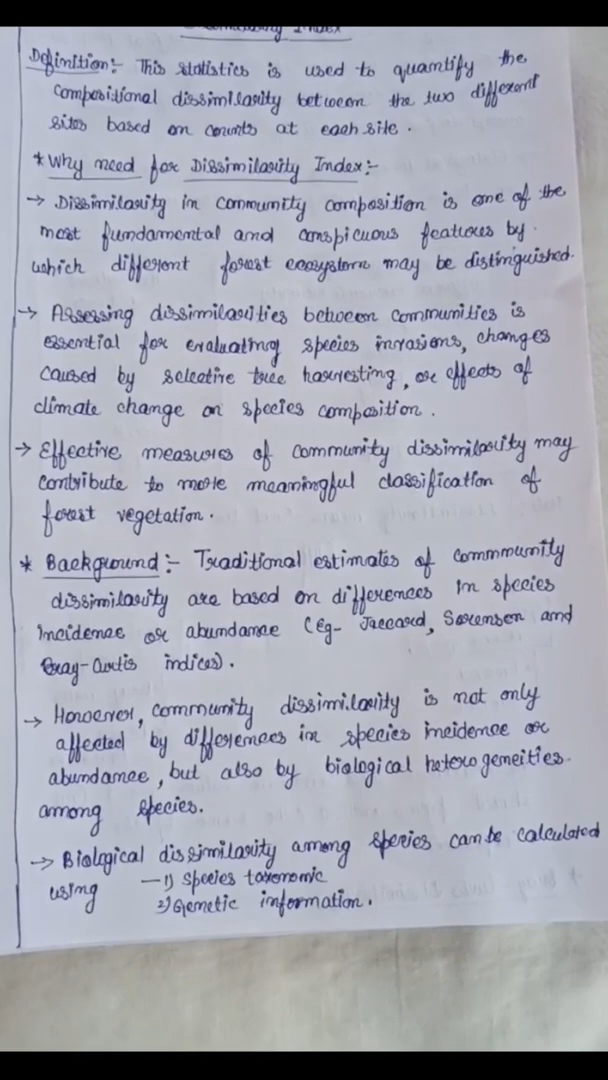 Index
Definition:- This statistics is used to quantify the
compositional dissimilarity between the two different
sites based on counts at each site.
* Why need for Dissimilarity Index:-
→ Dissimilarity in community composition is one of the
most fundamental and conspicuous features by
which different forest ecosystem may be distinguished.
→ Assessing dissimilarities between communities is
essential for evaluating species invasions, changes
caused by selective tree harvesting, or effects of
climate change on species composition.
→ Effective measures of community dissimilarity may
contribute to more meaningful classification of
forest vegetation.
* Background:- Traditional estimates of commmunity
dissimilarity are based on differences in species
incidence or abundance (eg- Jaccard, Sorensen and
Bray-Curtis indices).
→ However, community dissimilarity is not only
affected by differences in species incidence or
abundance, but also by biological heterogeneities
among species.
→ Biological dissimilarity among species can be calculated
using —1) Species taxonomic
2) Genetic information.